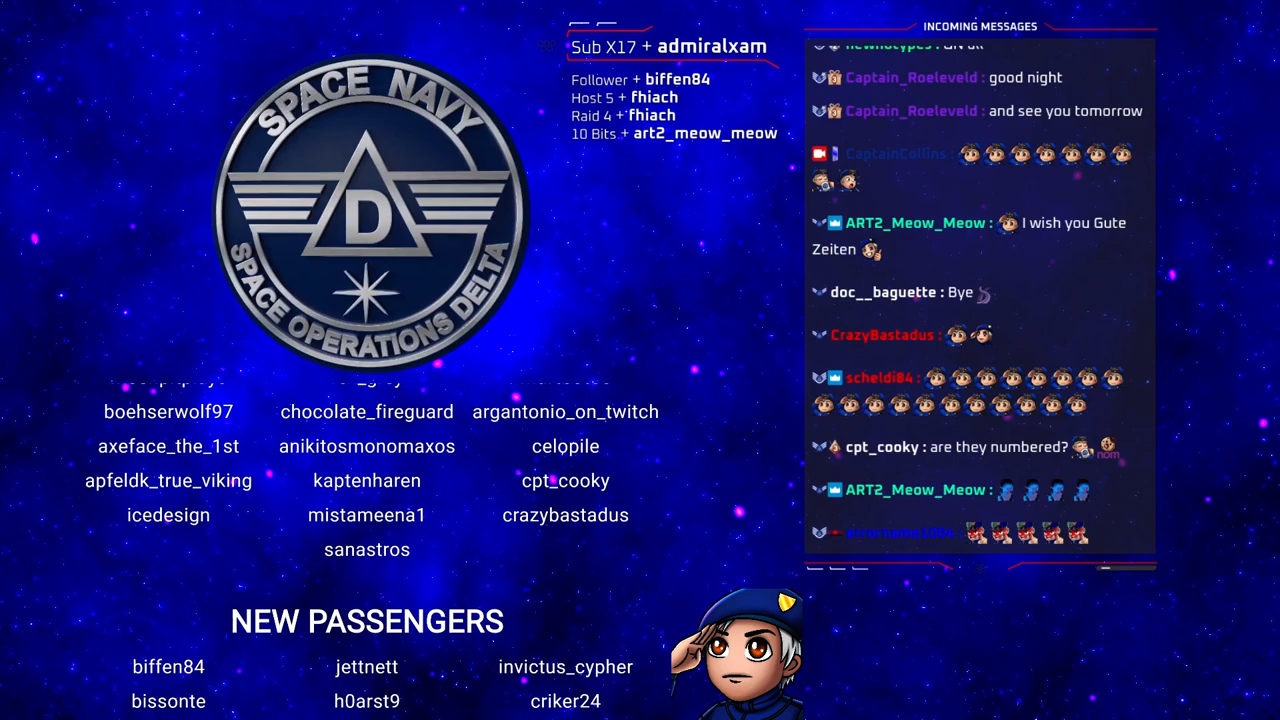 SPACE NAVY
D
SPACE OPERATIONS DELTA
Sub X17 + admiralxam
Follower + biffen84
Host 5 + fhiach
Raid 4 + fhiach
10 Bits + art2_meow_meow
boehserwolf97 chocolate_fireguard argantonio_on_twitch
axeface_the_1st anikitosmonomaxos celopile
apfeldk_true_viking kaptenharen cpt_cooky
icedesign mistameena1 crazybastadus
sanastros
NEW PASSENGERS
biffen84 jettnett invictus_cypher
bissonte h0arst9 criker24
INCOMING MESSAGES
Captain_Roeleveld : good night
Captain_Roeleveld : and see you tomorrow
CaptainCollins :
ART2_Meow_Meow : I wish you Gute
Zeiten
doc__baguette : Bye
CrazyBastadus :
scheldi84 :
cpt_cooky : are they numbered?
nom
ART2_Meow_Meow :
errorname1004 :